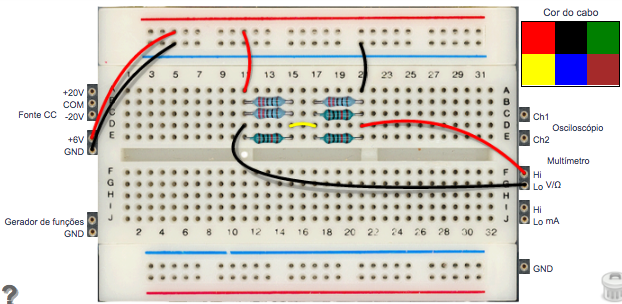 Cor do cabo
1 3 5 7 9 11 13 15 17 19 21 23 25 27 29 31
A A
B B
C C
D D
E E
+20V
COM
Fonte CC -20V
+6V
GND
Ch1
Osciloscópio
Ch2
Multímetro
Hi
Lo V/Ω
Hi
Lo mA
F F
G
H H
I I
J J
Gerador de funções
GND
2 4 6 8 10 12 14 16 18 20 22 24 26 28 30 32
GND
?